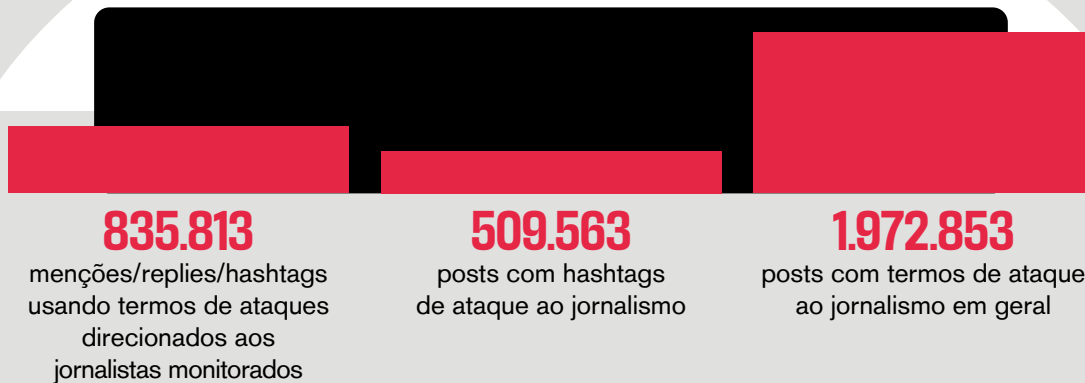 835.813
menções/replies/hashtags
usando termos de ataques
direcionados aos
jornalistas monitorados
509.563
posts com hashtags
de ataque ao jornalismo
1.972.853
posts com termos de ataque
ao jornalismo em geral